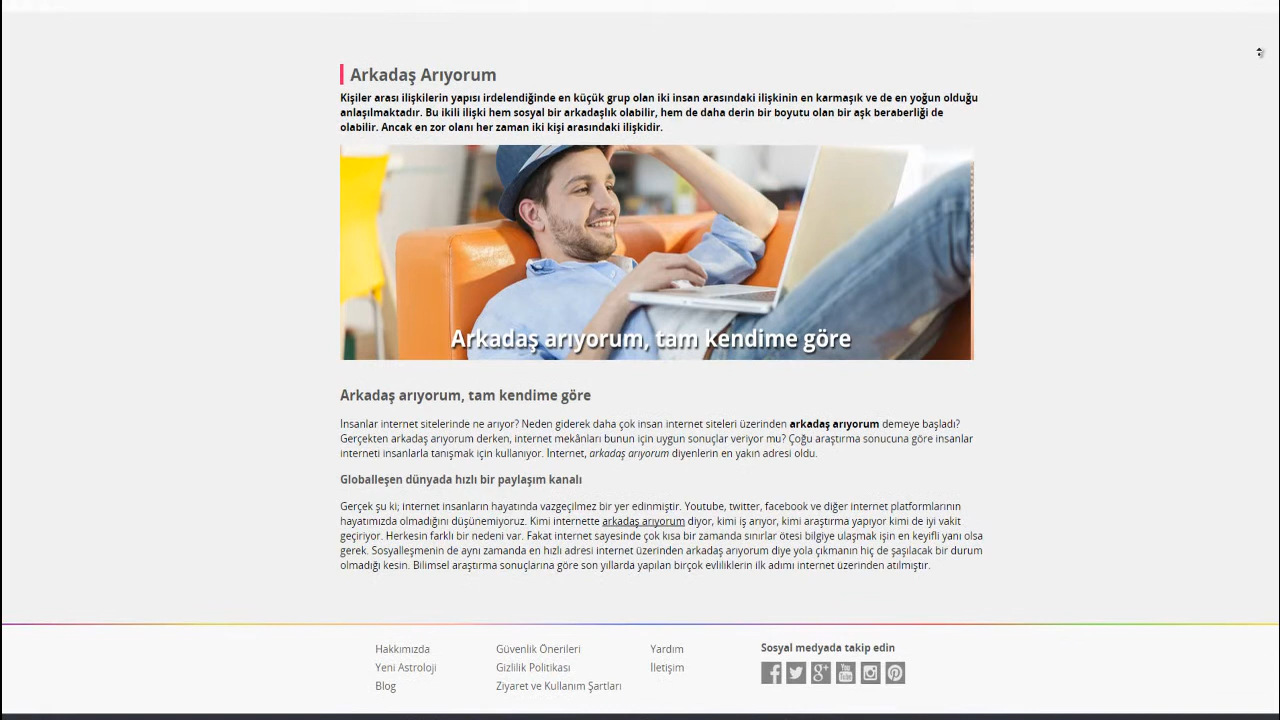 Arkadaş Arıyorum
Kişiler arası ilişkilerin yapısı irdelendiğinde en küçük grup olan iki insan arasındaki ilişkinin en karmaşık ve de en yoğun olduğu
anlaşılmaktadır. Bu ikili ilişki hem sosyal bir arkadaşlık olabilir, hem de daha derin bir boyutu olan bir aşk beraberliği de
olabilir. Ancak en zor olanı her zaman iki kişi arasındaki ilişkidir.
Arkadaş arıyorum, tam kendime göre
Arkadaş arıyorum, tam kendime göre
Insanlar internet sitelerinde ne arıyor? Neden giderek daha çok insan internet siteleri üzerinden arkadaş arıyorum demeye başladı?
Gerçekten arkadaş arıyorum derken, internet mekânları bunun için uygun sonuçlar veriyor mu? Çoğu araştırma sonucuna göre insanlar
interneti insanlarla tanışmak için kullanıyor. Internet, arkadaş arıyorum diyenlerin en yakın adresi oldu.
Globalleşen dünyada hızlı bir paylaşım kanalı
Gerçek şu ki; internet insanların hayatında vazgeçilmez bir yer edinmiştir. Youtube, twitter, facebook ve diğer internet platformlarının
hayatımızda olmadığını düşünemiyoruz. Kimi internette arkadaş arıyorum diyor, kimi iş arıyor, kimi araştırma yapıyor kimi de iyi vakit
geçiriyor. Herkesin farklı bir nedeni var. Fakat internet sayesinde çok kısa bir zamanda sınırlar ötesi bilgiye ulaşmak işin en keyifli yanı olsa
gerek. Sosyalleşmenin de aynı zamanda en hızlı adresi internet üzerinden arkadaş arıyorum diye yola çıkmanın hiç de şaşılacak bir durum
olmadığı kesin. Bilimsel araştırma sonuçlarına göre son yıllarda yapılan birçok evliliklerin ilk adımı internet üzerinden atılmıştır.
Hakkımızda Güvenlik Önerileri Yardım Sosyal medyada takip edin
Yeni Astroloji Gizlilik Politikası İletişim
Blog Ziyaret ve Kullanım Şartları